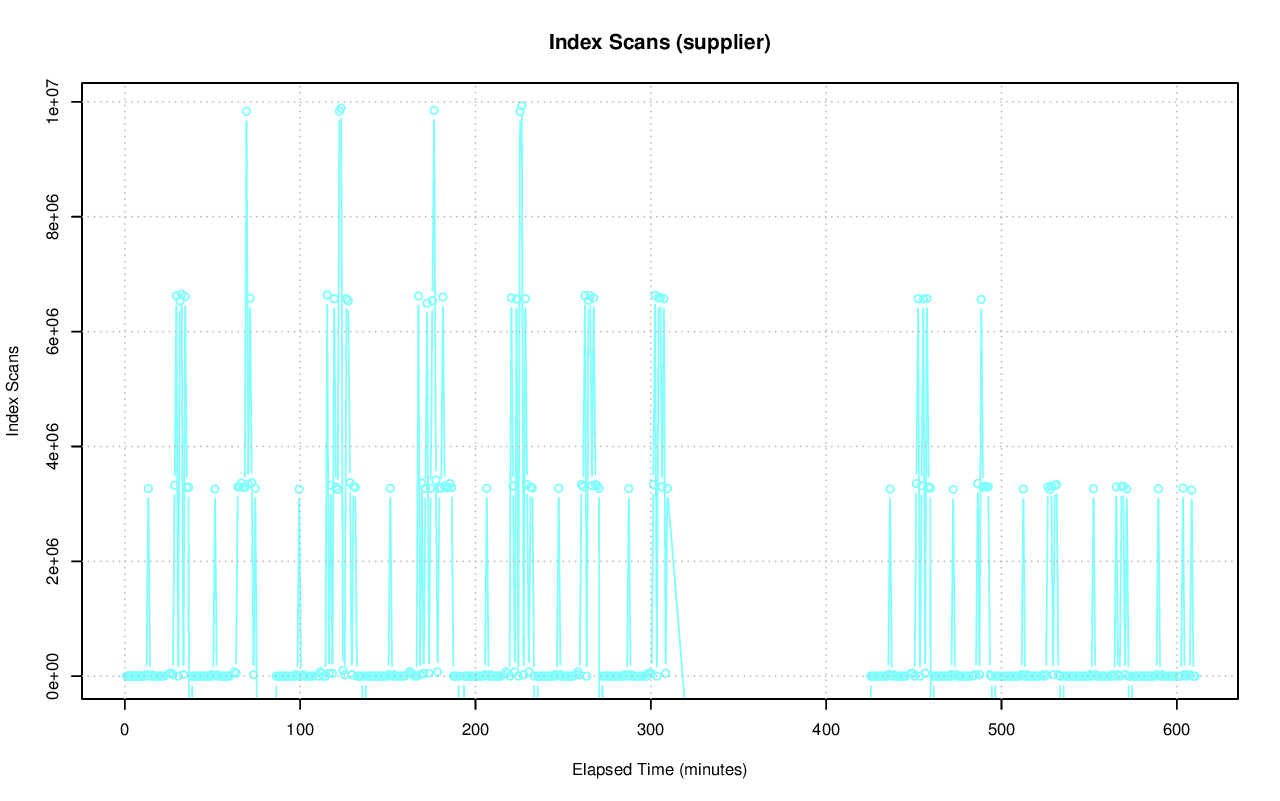 Index Scans (supplier)
1e+07
8e+06
6e+06
4e+06
2e+06
0e+00
Index Scans
0 100 200 300 400 500 600
Elapsed Time (minutes)